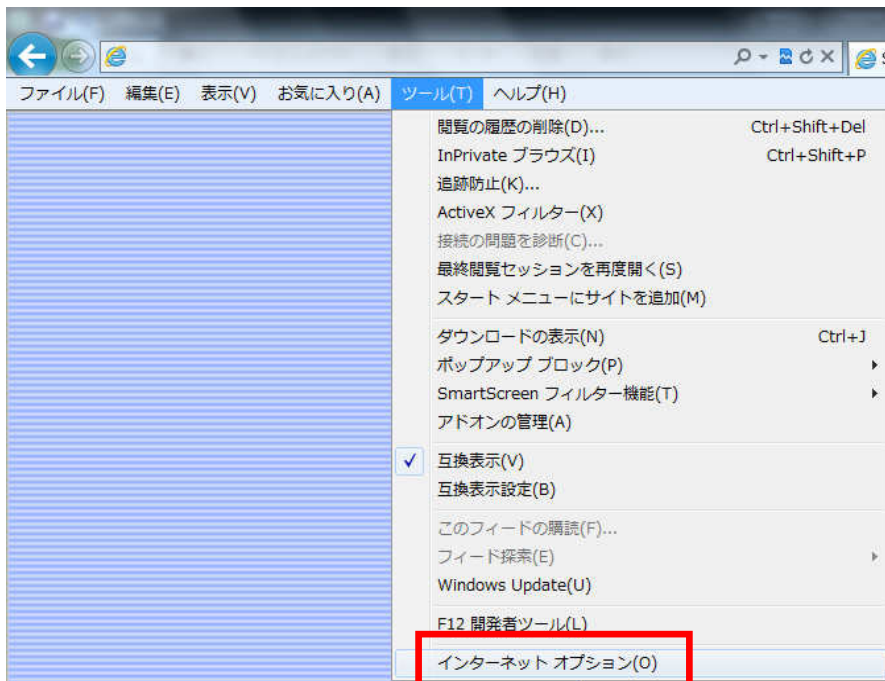 ファイル(F) 編集(E) 表示(V) お気に入り(A) ツール(T) ヘルプ(H)
閲覧の履歴の削除(D)... Ctrl+Shift+Del
InPrivate ブラウズ(I) Ctrl+Shift+P
追跡防止(K)...
ActiveX フィルター(X)
接続の問題を診断(C)...
最終閲覧セッションを再度開く(S)
スタート メニューにサイトを追加(M)
ダウンロードの表示(N) Ctrl+J
ポップアップ ブロック(P)
SmartScreen フィルター機能(T)
アドオンの管理(A)
互換表示(V)
互換表示設定(B)
このフィードの購読(F)...
フィード探索(E)
Windows Update(U)
F12 開発者ツール(L)
インターネット オプション(O)